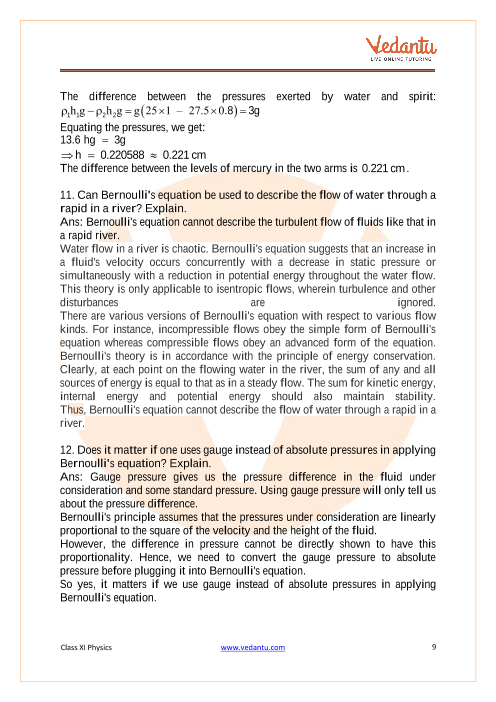 Vedantu
LIVE ONLINE TUTORING
The difference between the pressures exerted by water and spirit:
ρ₁h₁g − ρ₂h₂g = g(25×1 − 27.5×0.8) = 3g
Equating the pressures, we get:
13.6 hg = 3g
⇒ h = 0.220588 ≈ 0.221 cm
The difference between the levels of mercury in the two arms is 0.221 cm.
11. Can Bernoulli's equation be used to describe the flow of water through a
rapid in a river? Explain.
Ans: Bernoulli's equation cannot describe the turbulent flow of fluids like that in
a rapid river.
Water flow in a river is chaotic. Bernoulli's equation suggests that an increase in
a fluid's velocity occurs concurrently with a decrease in static pressure or
simultaneously with a reduction in potential energy throughout the water flow.
This theory is only applicable to isentropic flows, wherein turbulence and other
disturbances are ignored.
There are various versions of Bernoulli's equation with respect to various flow
kinds. For instance, incompressible flows obey the simple form of Bernoulli's
equation whereas compressible flows obey an advanced form of the equation.
Bernoulli's theory is in accordance with the principle of energy conservation.
Clearly, at each point on the flowing water in the river, the sum of any and all
sources of energy is equal to that as in a steady flow. The sum for kinetic energy,
internal energy and potential energy should also maintain stability.
Thus, Bernoulli's equation cannot describe the flow of water through a rapid in a
river.
12. Does it matter if one uses gauge instead of absolute pressures in applying
Bernoulli's equation? Explain.
Ans: Gauge pressure gives us the pressure difference in the fluid under
consideration and some standard pressure. Using gauge pressure will only tell us
about the pressure difference.
Bernoulli's principle assumes that the pressures under consideration are linearly
proportional to the square of the velocity and the height of the fluid.
However, the difference in pressure cannot be directly shown to have this
proportionality. Hence, we need to convert the gauge pressure to absolute
pressure before plugging it into Bernoulli's equation.
So yes, it matters if we use gauge instead of absolute pressures in applying
Bernoulli's equation.
Class XI Physics www.vedantu.com 9